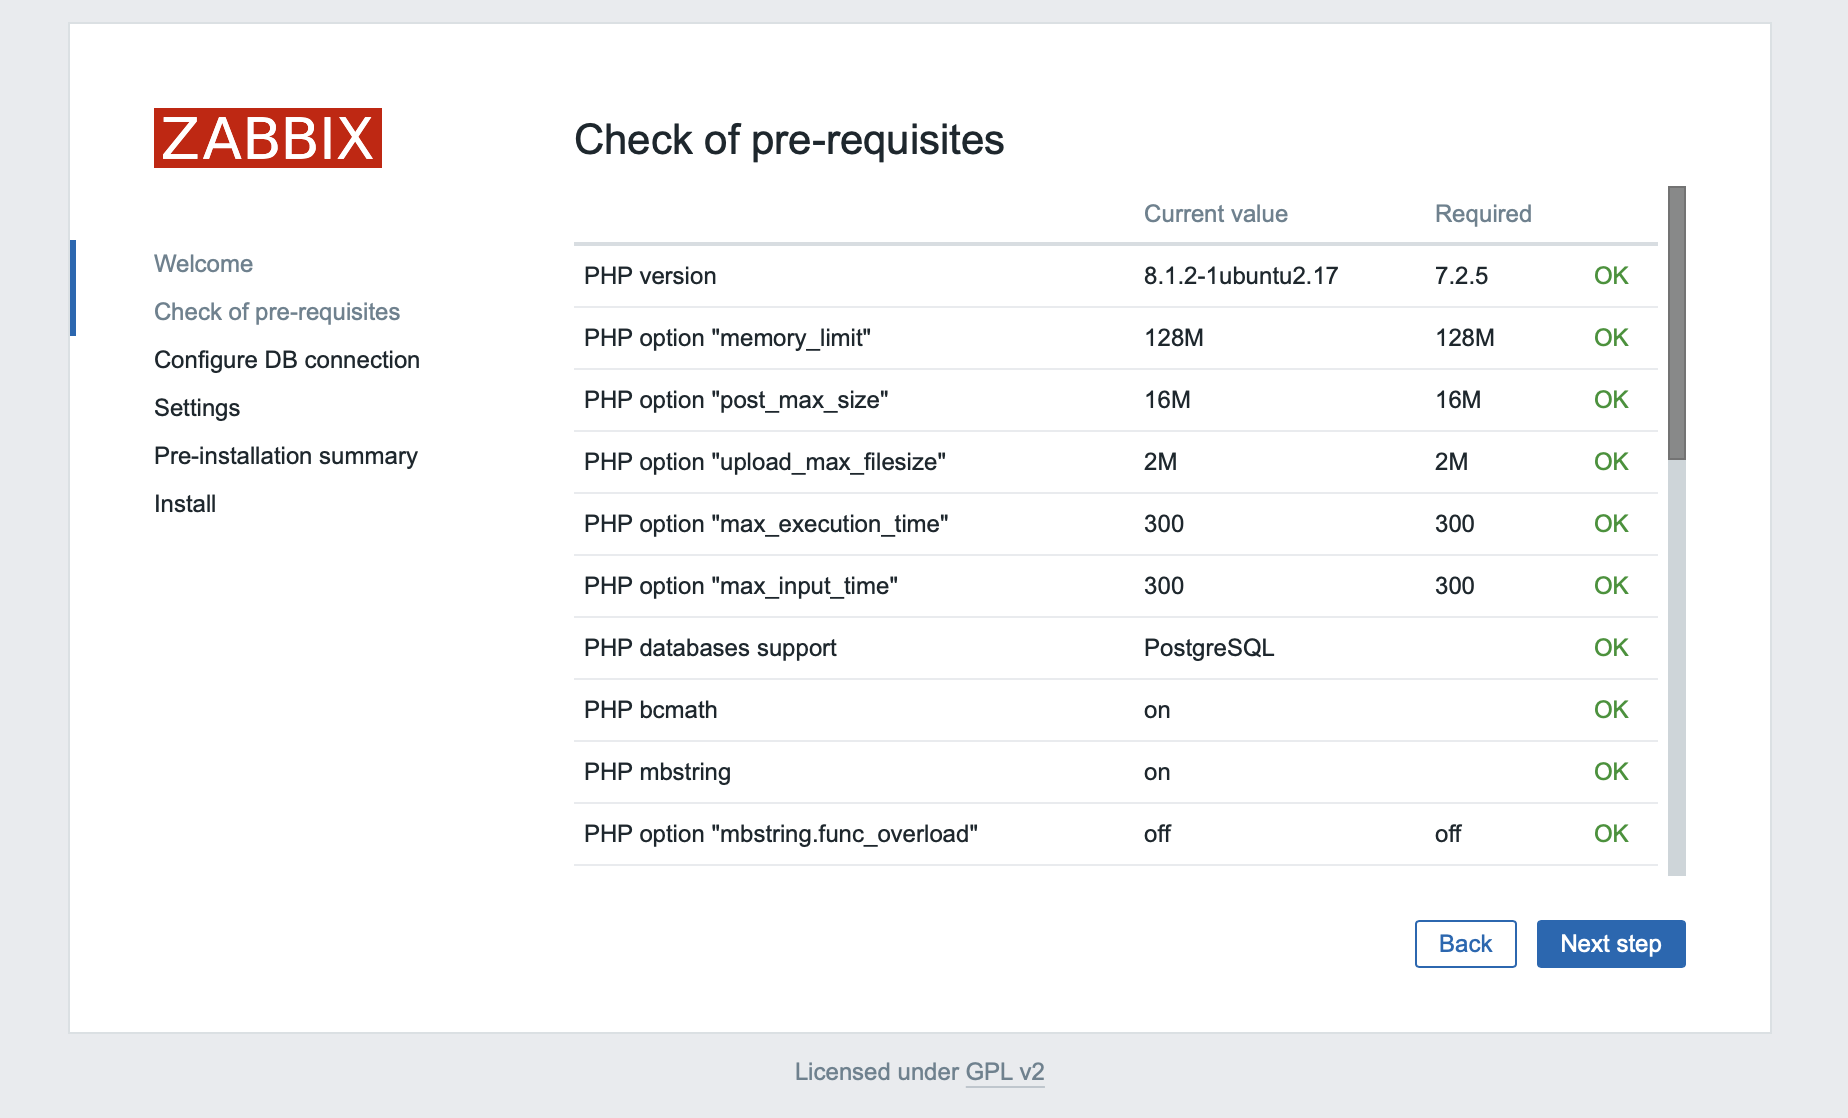 ZABBIX
Welcome
Check of pre-requisites
Configure DB connection
Settings
Pre-installation summary
Install
Check of pre-requisites
Current value Required
PHP version 8.1.2-1ubuntu2.17 7.2.5 OK
PHP option "memory_limit" 128M 128M OK
PHP option "post_max_size" 16M 16M OK
PHP option "upload_max_filesize" 2M 2M OK
PHP option "max_execution_time" 300 300 OK
PHP option "max_input_time" 300 300 OK
PHP databases support PostgreSQL OK
PHP bcmath on OK
PHP mbstring on OK
PHP option "mbstring.func_overload" off off OK
Back Next step
Licensed under GPL v2